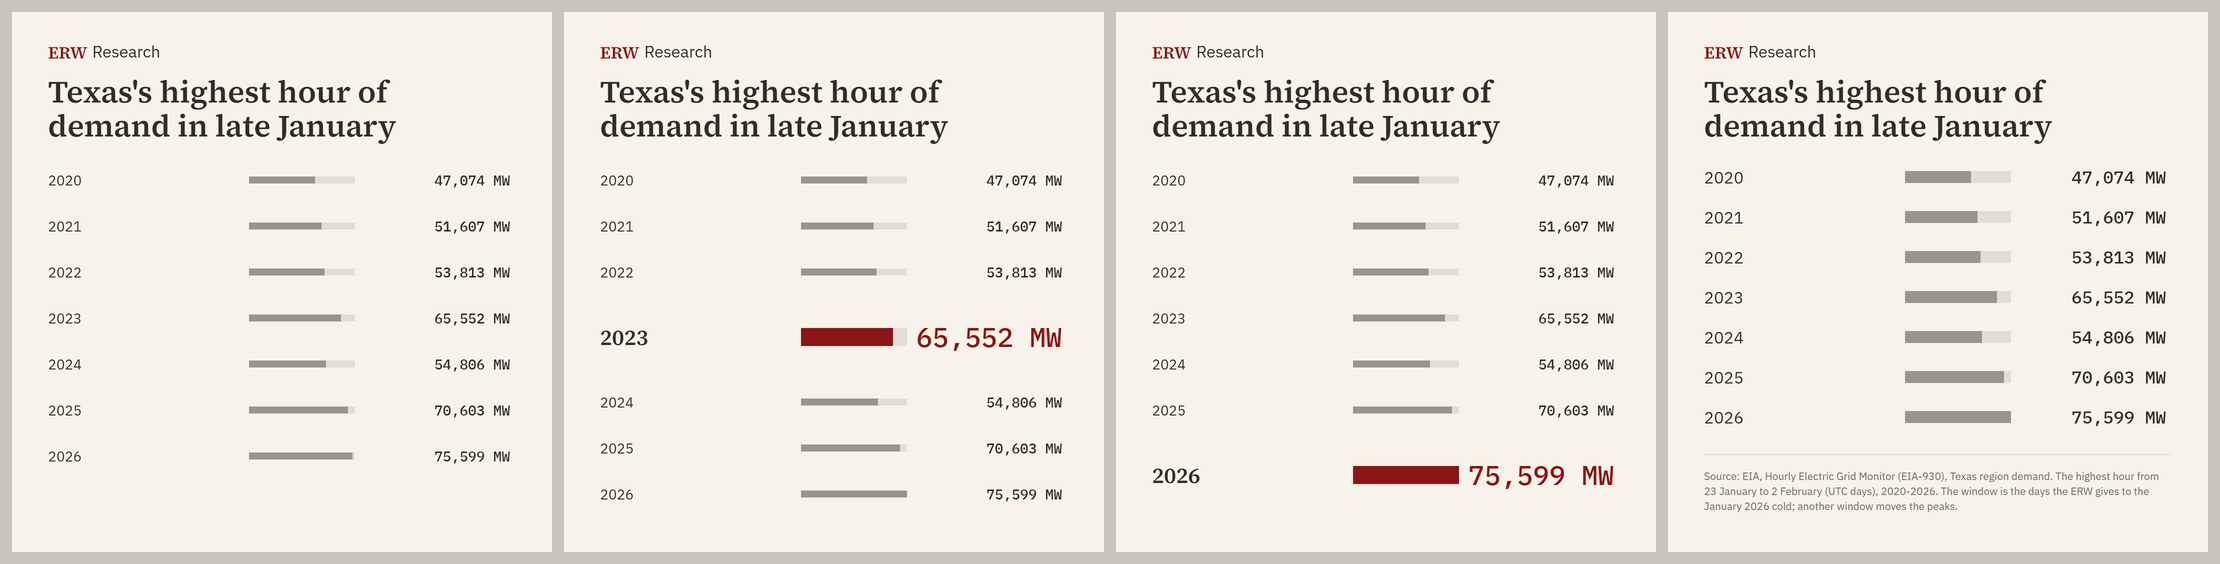 ERW Research
Texas's highest hour of
demand in late January
2020 47,074 MW
2021 51,607 MW
2022 53,813 MW
2023 65,552 MW
2024 54,806 MW
2025 70,603 MW
2026 75,599 MW
ERW Research
Texas's highest hour of
demand in late January
2020 47,074 MW
2021 51,607 MW
2022 53,813 MW
2023 65,552 MW
2024 54,806 MW
2025 70,603 MW
2026 75,599 MW
ERW Research
Texas's highest hour of
demand in late January
2020 47,074 MW
2021 51,607 MW
2022 53,813 MW
2023 65,552 MW
2024 54,806 MW
2025 70,603 MW
2026 75,599 MW
ERW Research
Texas's highest hour of
demand in late January
2020 47,074 MW
2021 51,607 MW
2022 53,813 MW
2023 65,552 MW
2024 54,806 MW
2025 70,603 MW
2026 75,599 MW
Source: EIA, Hourly Electric Grid Monitor (EIA-930), Texas region demand. The highest hour from
23 January to 2 February (UTC days), 2020-2026. The window is the days the ERW gives to the
January 2026 cold; another window moves the peaks.